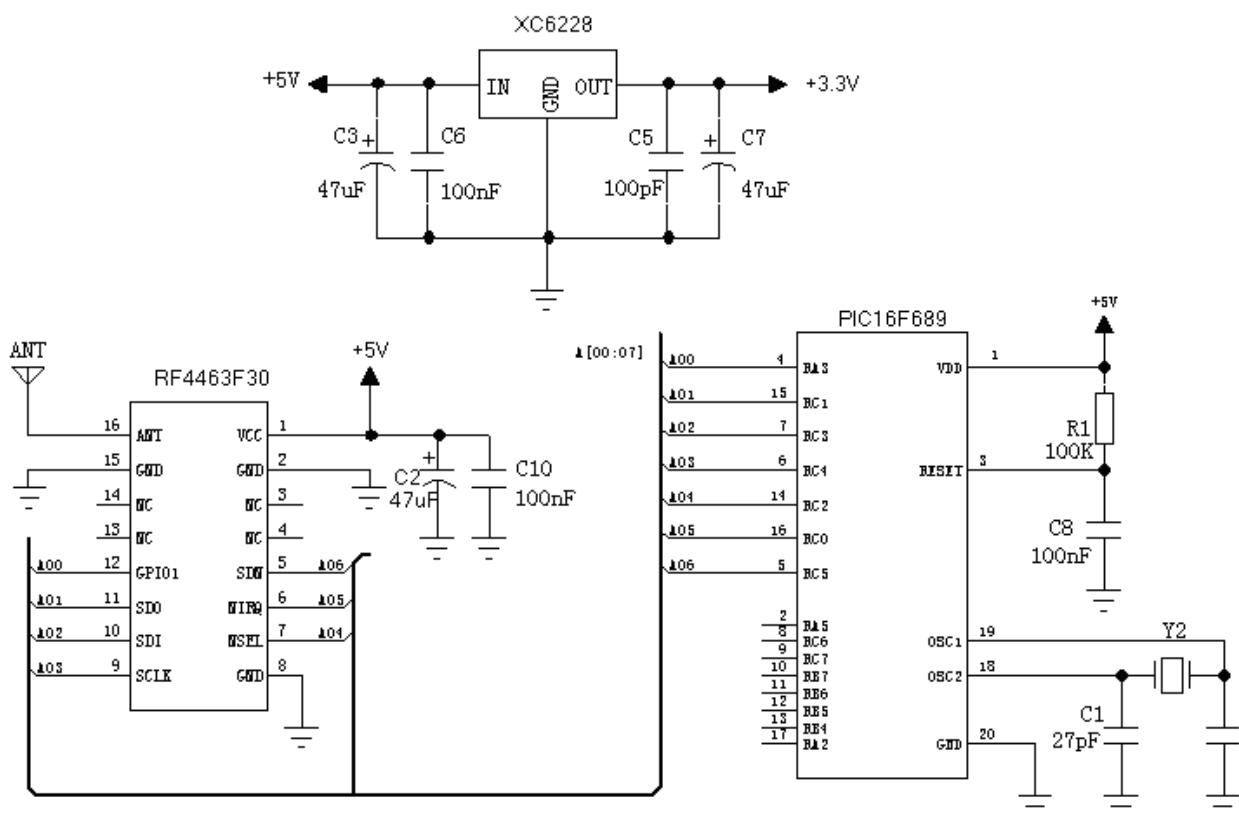 XC6228
+5V
IN
GND
OUT
+3.3V
C3
+
47uF
C6
100nF
C5
100pF
+
C7
47uF
ANT
RF4463F30
+5V
16 ANT
VCC 1
15 GND
GND 2
14 NC
NC 3
13 NC
NC 4
A00 12 GPIO1
SDN 5 A06
A01 11 SDO
NIRQ 6 A05
A02 10 SDI
NSEL 7 A04
A03 9 SCLK
GND 8
+
C2
47uF
C10
100nF
A[00:07]
PIC16F689
+5V
A00 4 RA3
VDD 1
A01 15 RC1
A02 7 RC3
A03 6 RC4
RESET 3
A04 14 RC2
A05 16 RC0
A06 5 RC5
R1
100K
C8
100nF
2 RA5
8 RC6
9 RC7
10 RB7
11 RB6
12 RB5
13 RB4
17 RA2
OSC1 19
OSC2 18
GND 20
Y2
C1
27pF